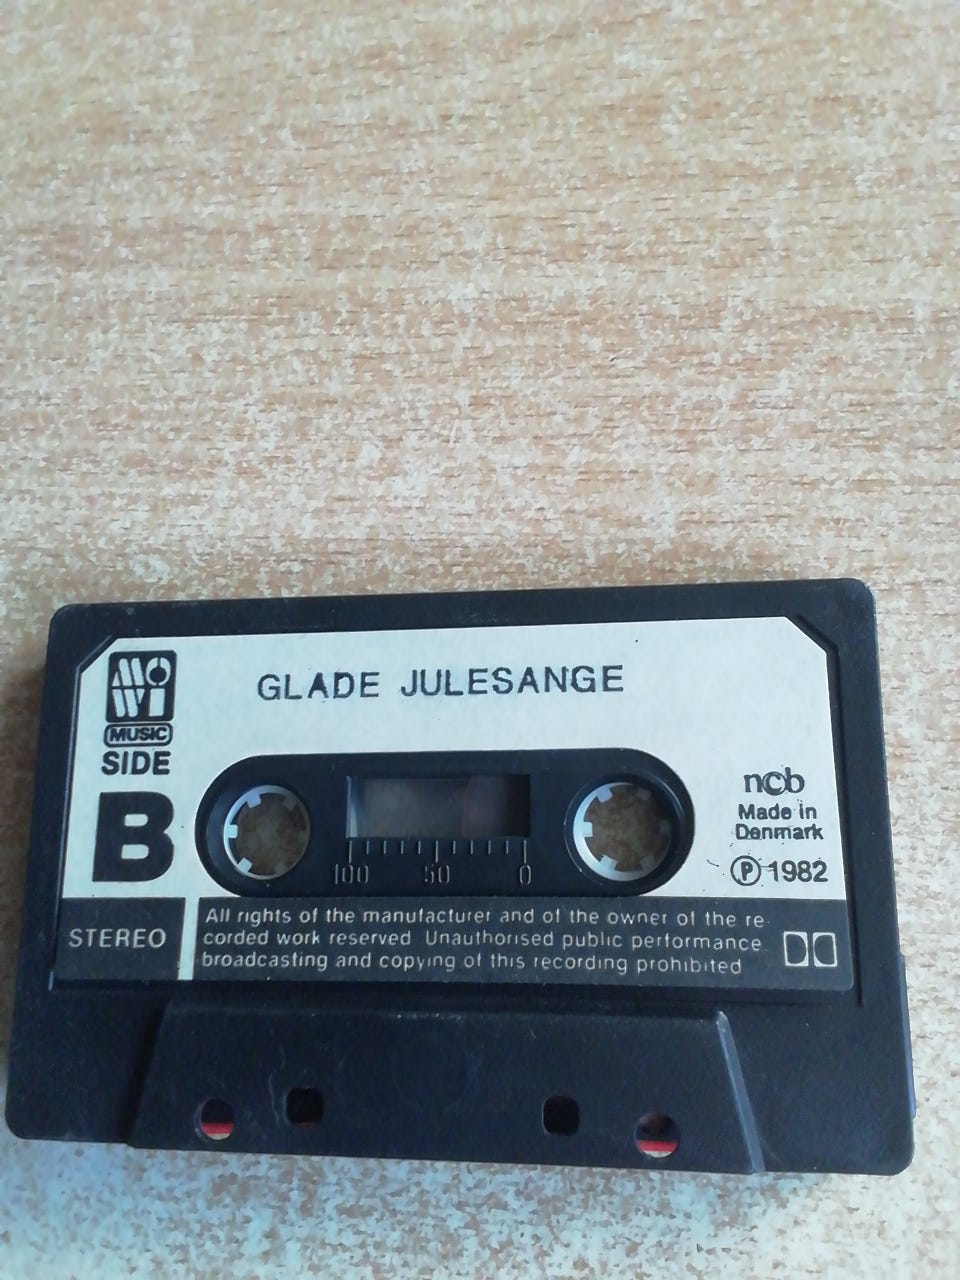 MOWI
MUSIC
SIDE
B
GLADE JULESANGE
100 50 0
ncb
Made in
Denmark
Ⓟ 1982
STEREO
All rights of the manufacturer and of the owner of the re-
corded work reserved. Unauthorised public performance.
broadcasting and copying of this recording prohibited